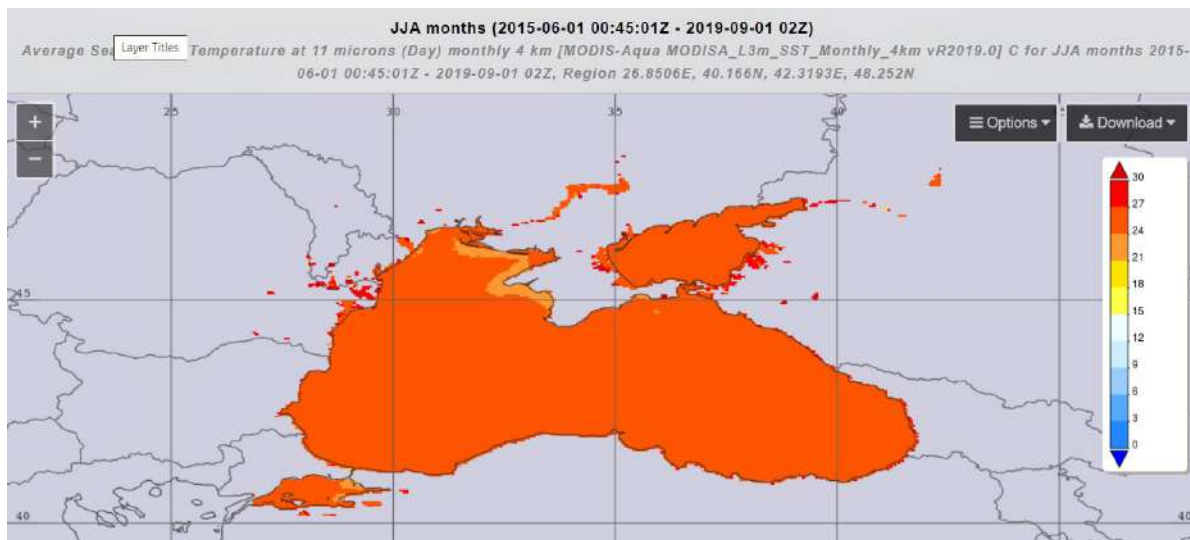 JJA months (2015-06-01 00:45:01Z - 2019-09-01 02Z)
Average Sea Temperature at 11 microns (Day) monthly 4 km [MODIS-Aqua MODISA_L3m_SST_Monthly_4km vR2019.0] C for JJA months 2015-
Layer Titles
06-01 00:45:01Z - 2019-09-01 02Z, Region 26.8506E, 40.166N, 42.3193E, 48.252N
25 30 35 40
+
−
Options
Download
30
27
24
21
18
15
12
9
6
3
0
45
40 40